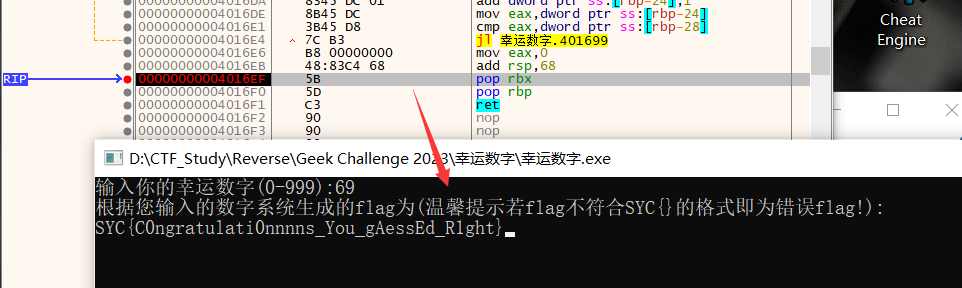 00000000004016DA 8345 DC 01 add dword ptr ss:[rbp-24],1
00000000004016DE 8B45 DC mov eax,dword ptr ss:[rbp-24]
00000000004016E1 3B45 D8 cmp eax,dword ptr ss:[rbp-28]
00000000004016E4 ^ 7C B3 jl 幸运数字.401699
00000000004016E6 B8 00000000 mov eax,0
00000000004016EB 48:83C4 68 add rsp,68
RIP 00000000004016EF 5B pop rbx
00000000004016F0 5D pop rbp
00000000004016F1 C3 ret
00000000004016F2 90 nop
00000000004016F3 90 nop
Cheat
Engine
D:\CTF_Study\Reverse\Geek Challenge 2023\幸运数字\幸运数字.exe
输入你的幸运数字(0-999):69
根据您输入的数字系统生成的flag为(温馨提示若flag不符合SYC{}的格式即为错误flag!):
SYC{C0ngratulati0nnnns_You_gAessEd_R1ght}